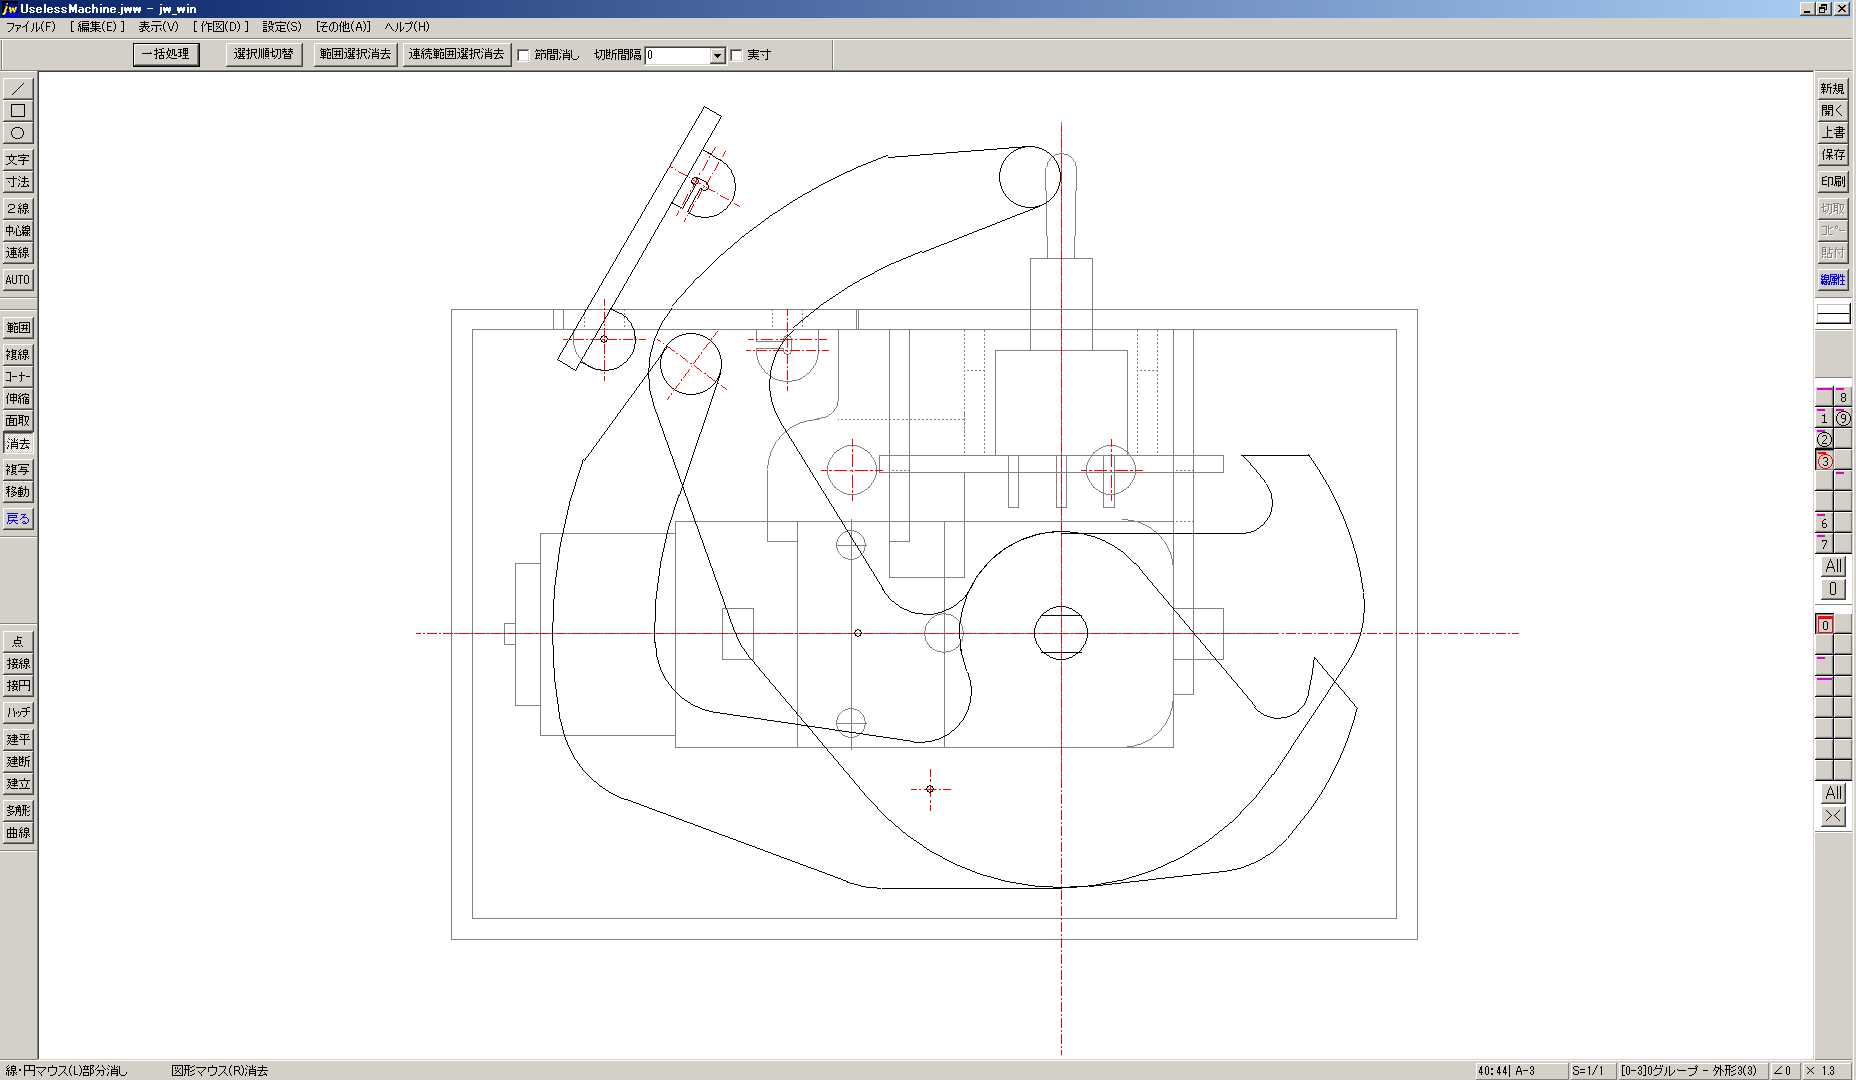 jw UselessMachine.jww - jw_win
ファイル(F) [ 編集(E) ] 表示(V) [ 作図(D) ] 設定(S) [その他(A)] ヘルプ(H)
一括処理 選択順切替 範囲選択消去 連続範囲選択消去 節間消し 切断間隔 0 実寸
文字
寸法
2線
中心線
連線
AUTO
範囲
複線
コーナー
伸縮
面取
消去
複写
移動
戻る
点
接線
接円
ハッチ
建平
建断
建立
多角形
曲線
新規
開く
上書
保存
印刷
切取
コピー
貼付
線属性
8
1 9
2
3
6
7
All
0
0
All
線・円マウス(L)部分消し 図形マウス(R)消去 40:44| A-3 S=1/1 [0-3]0グループ - 外形3(3) ∠0 × 1.3